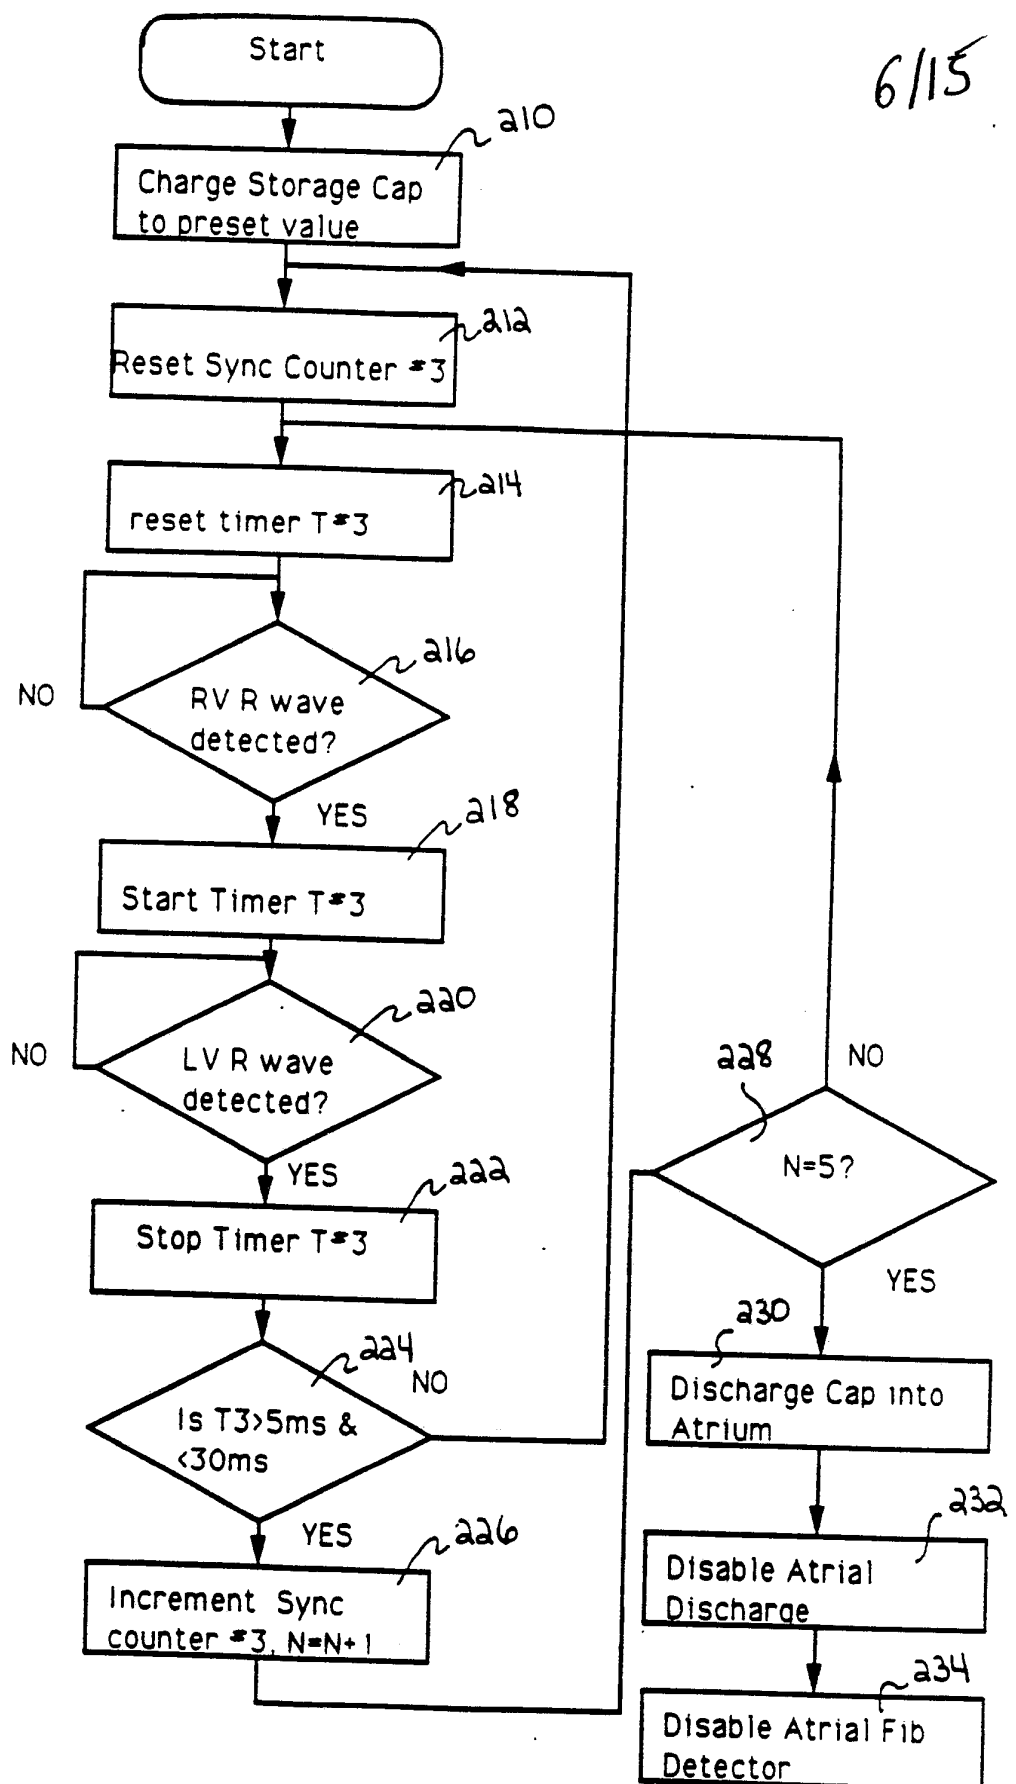 Start
6/15
210
Charge Storage Cap
to preset value
212
Reset Sync Counter #3
214
reset timer T#3
216
NO
RV R wave
detected?
YES
218
Start Timer T#3
220
NO
LV R wave
detected?
YES
222
Stop Timer T#3
224
NO
Is T3>5ms &
<30ms
YES
226
Increment Sync
counter #3, N=N+1
228
NO
N=5?
YES
230
Discharge Cap into
Atrium
232
Disable Atrial
Discharge
234
Disable Atrial Fib
Detector